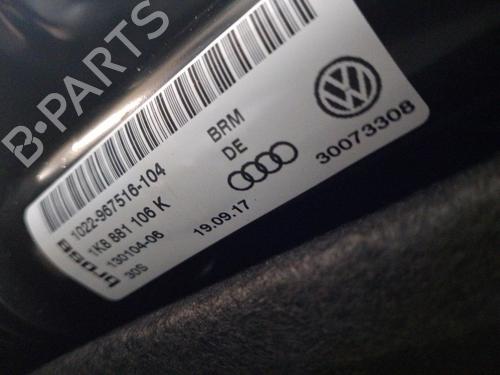 B-PARTS
1022-967516-104
1K8 881 106 K
130104-06
30S
BRM
DE
19.09.17
30073308